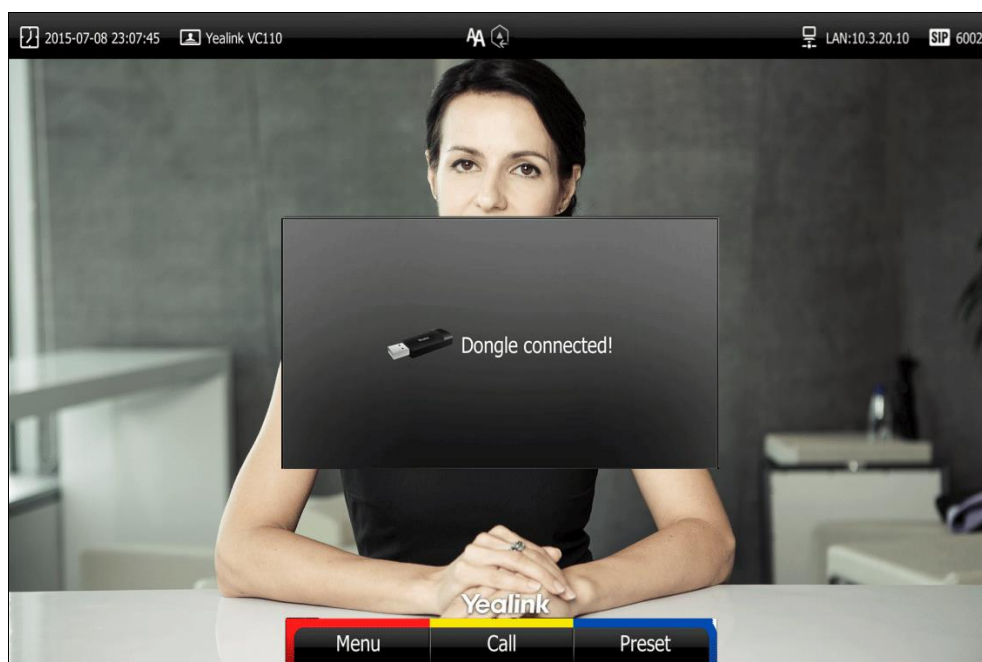 2015-07-08 23:07:45 Yealink VC110 AA LAN:10.3.20.10 SIP 6002
Dongle connected!
Yealink
Menu Call Preset